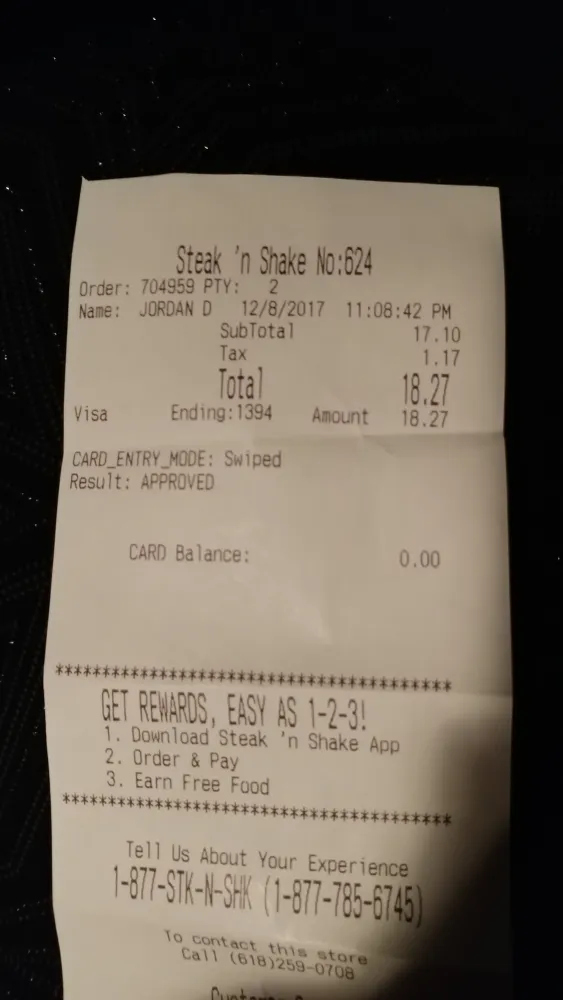 Steak 'n Shake No:624
Order: 704959 PTY: 2
Name: JORDAN D 12/8/2017 11:08:42 PM
SubTotal 17.10
Tax 1.17
Total 18.27
Visa Ending:1394 Amount 18.27
CARD_ENTRY_MODE: Swiped
Result: APPROVED
CARD Balance: 0.00
****************************************
GET REWARDS, EASY AS 1-2-3!
1. Download Steak 'n Shake App
2. Order & Pay
3. Earn Free Food
****************************************
Tell Us About Your Experience
1-877-STK-N-SHK (1-877-785-6745)
To contact this store
Call (618)259-0708